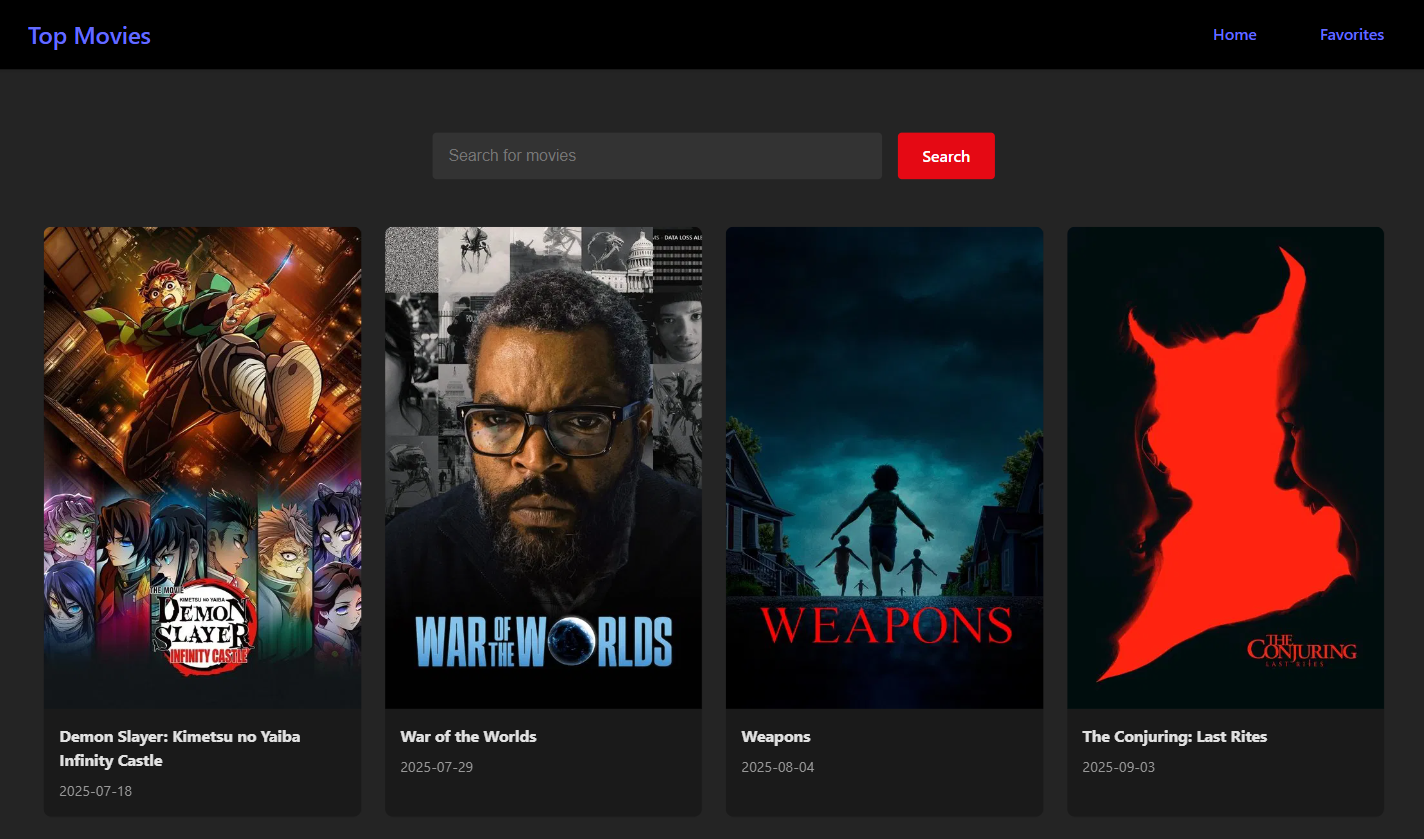 Top Movies
Home
Favorites
Search for movies
Search
THE MOVIE
KIMETSU NO YAIBA
DEMON
SLAYER
INFINITY CASTLE
DATA LOSS ALE
WAR OF THE WORLDS
WEAPONS
THE
CONJURING
LAST RITES
Demon Slayer: Kimetsu no Yaiba
Infinity Castle
2025-07-18
War of the Worlds
2025-07-29
Weapons
2025-08-04
The Conjuring: Last Rites
2025-09-03